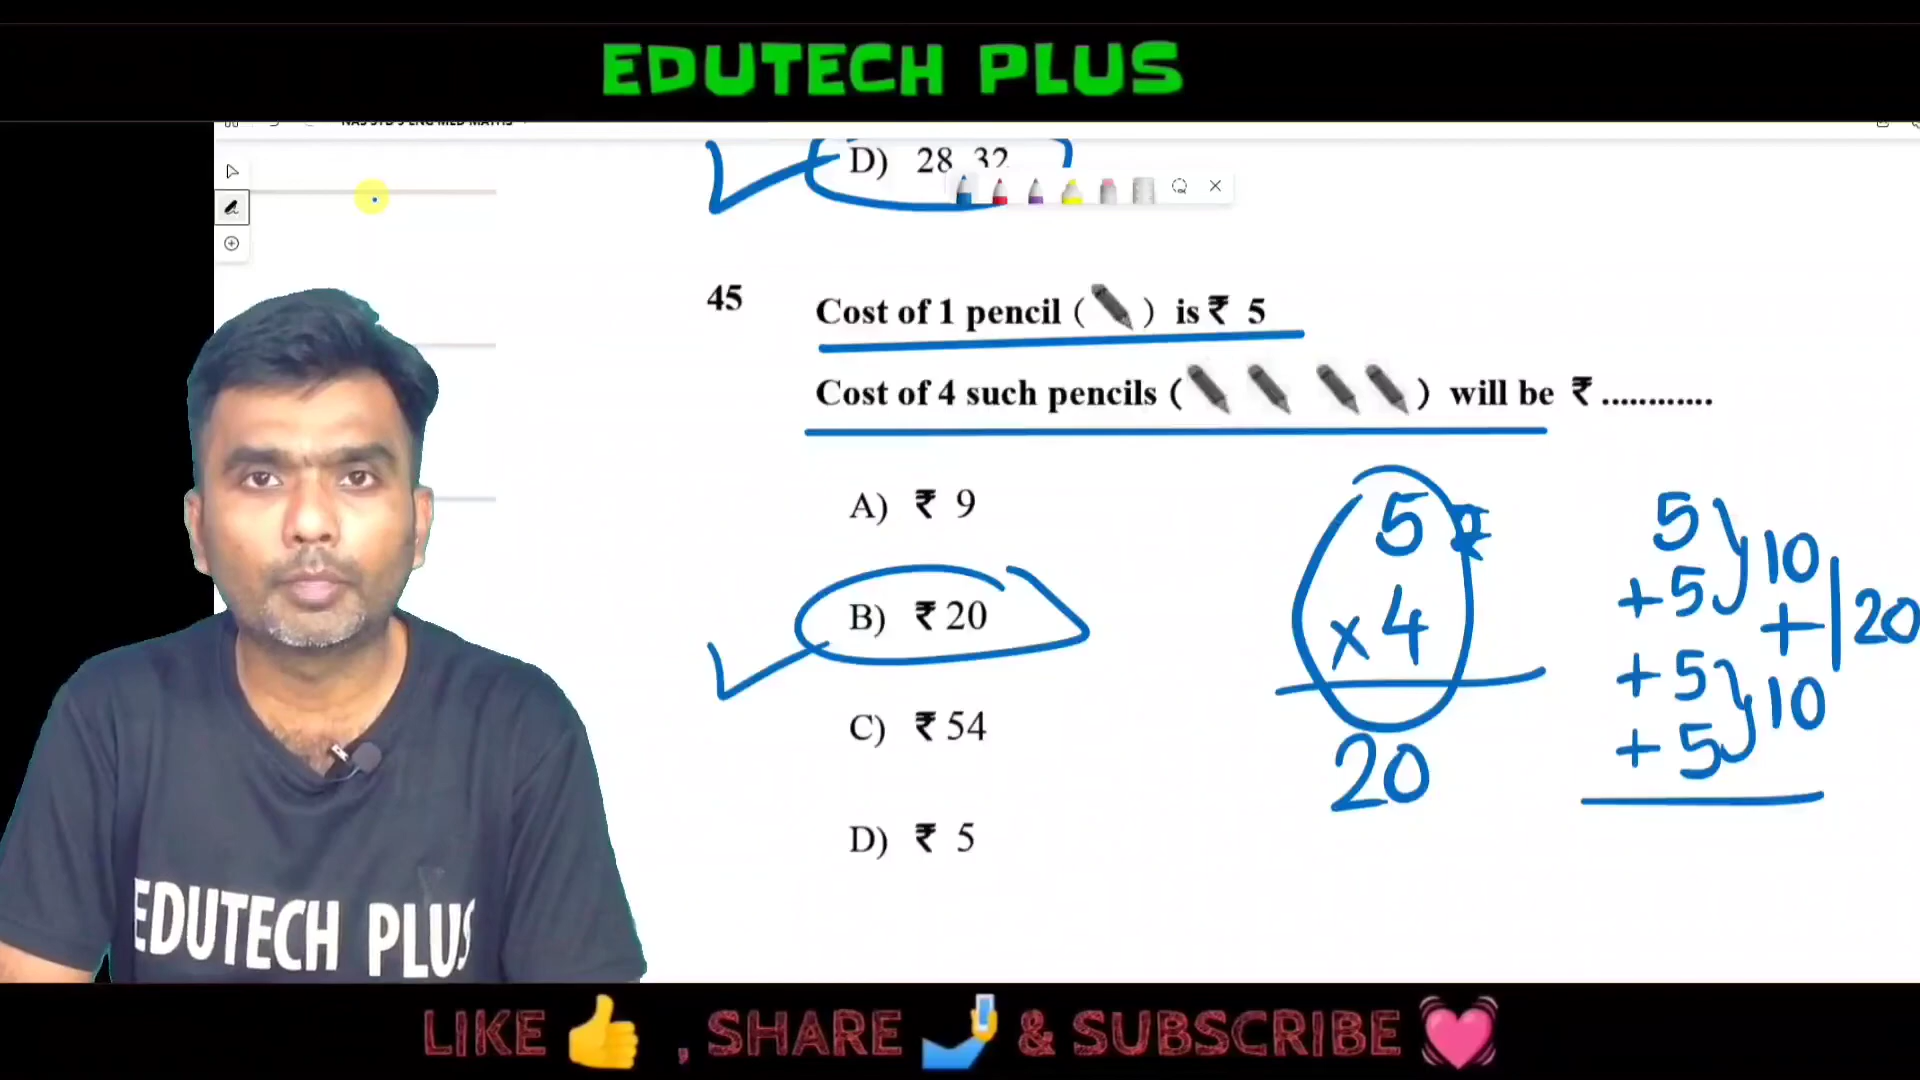 EDUTECH PLUS
D) 28 32
45 Cost of 1 pencil ( ) is ₹ 5
Cost of 4 such pencils ( ) will be ₹ ............
A) ₹ 9
B) ₹ 20
C) ₹ 54
D) ₹ 5
5 ₹
× 4
20
5
+5
+5
+5
10
+
10
20
EDUTECH PLUS
LIKE , SHARE & SUBSCRIBE